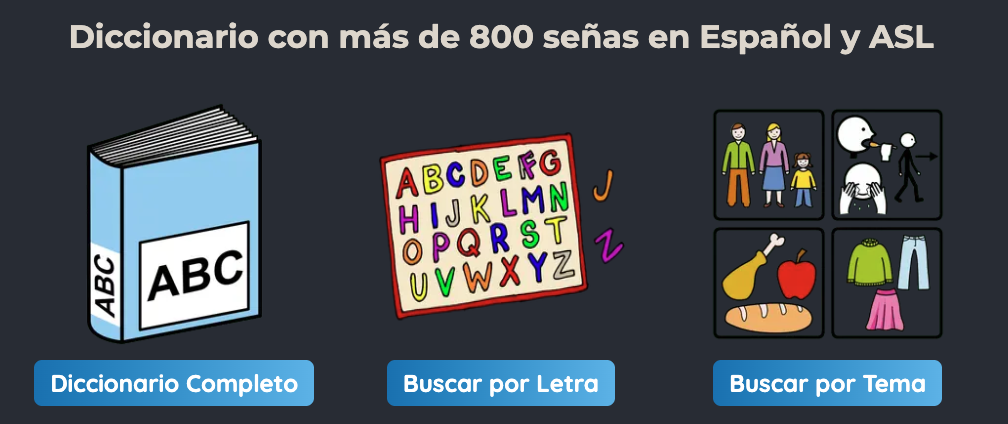 Diccionario con más de 800 señas en Español y ASL
ABC
ABC
ABCDEFG
HIJKLMN
OPQRST
UVWXYZ
J
Z
Diccionario Completo
Buscar por Letra
Buscar por Tema